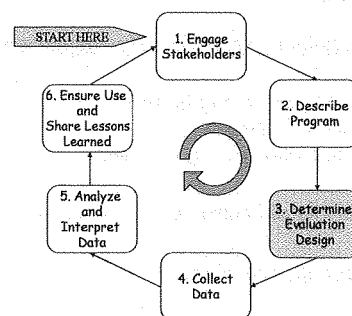 START HERE
1. Engage
Stakeholders
2. Describe
Program
3. Determine
Evaluation
Design
4. Collect
Data
5. Analyze
and
Interpret
Data
6. Ensure Use
and
Share Lessons
Learned